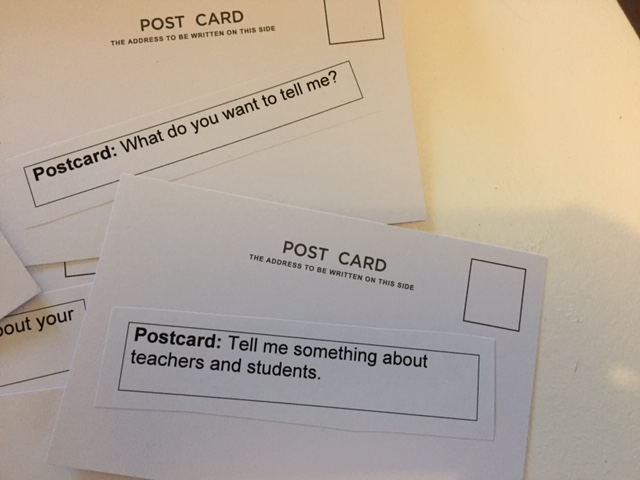 POST CARD
THE ADDRESS TO BE WRITTEN ON THIS SIDE
Postcard: What do you want to tell me?
POST CARD
THE ADDRESS TO BE WRITTEN ON THIS SIDE
Postcard: Tell me something about
teachers and students.
your